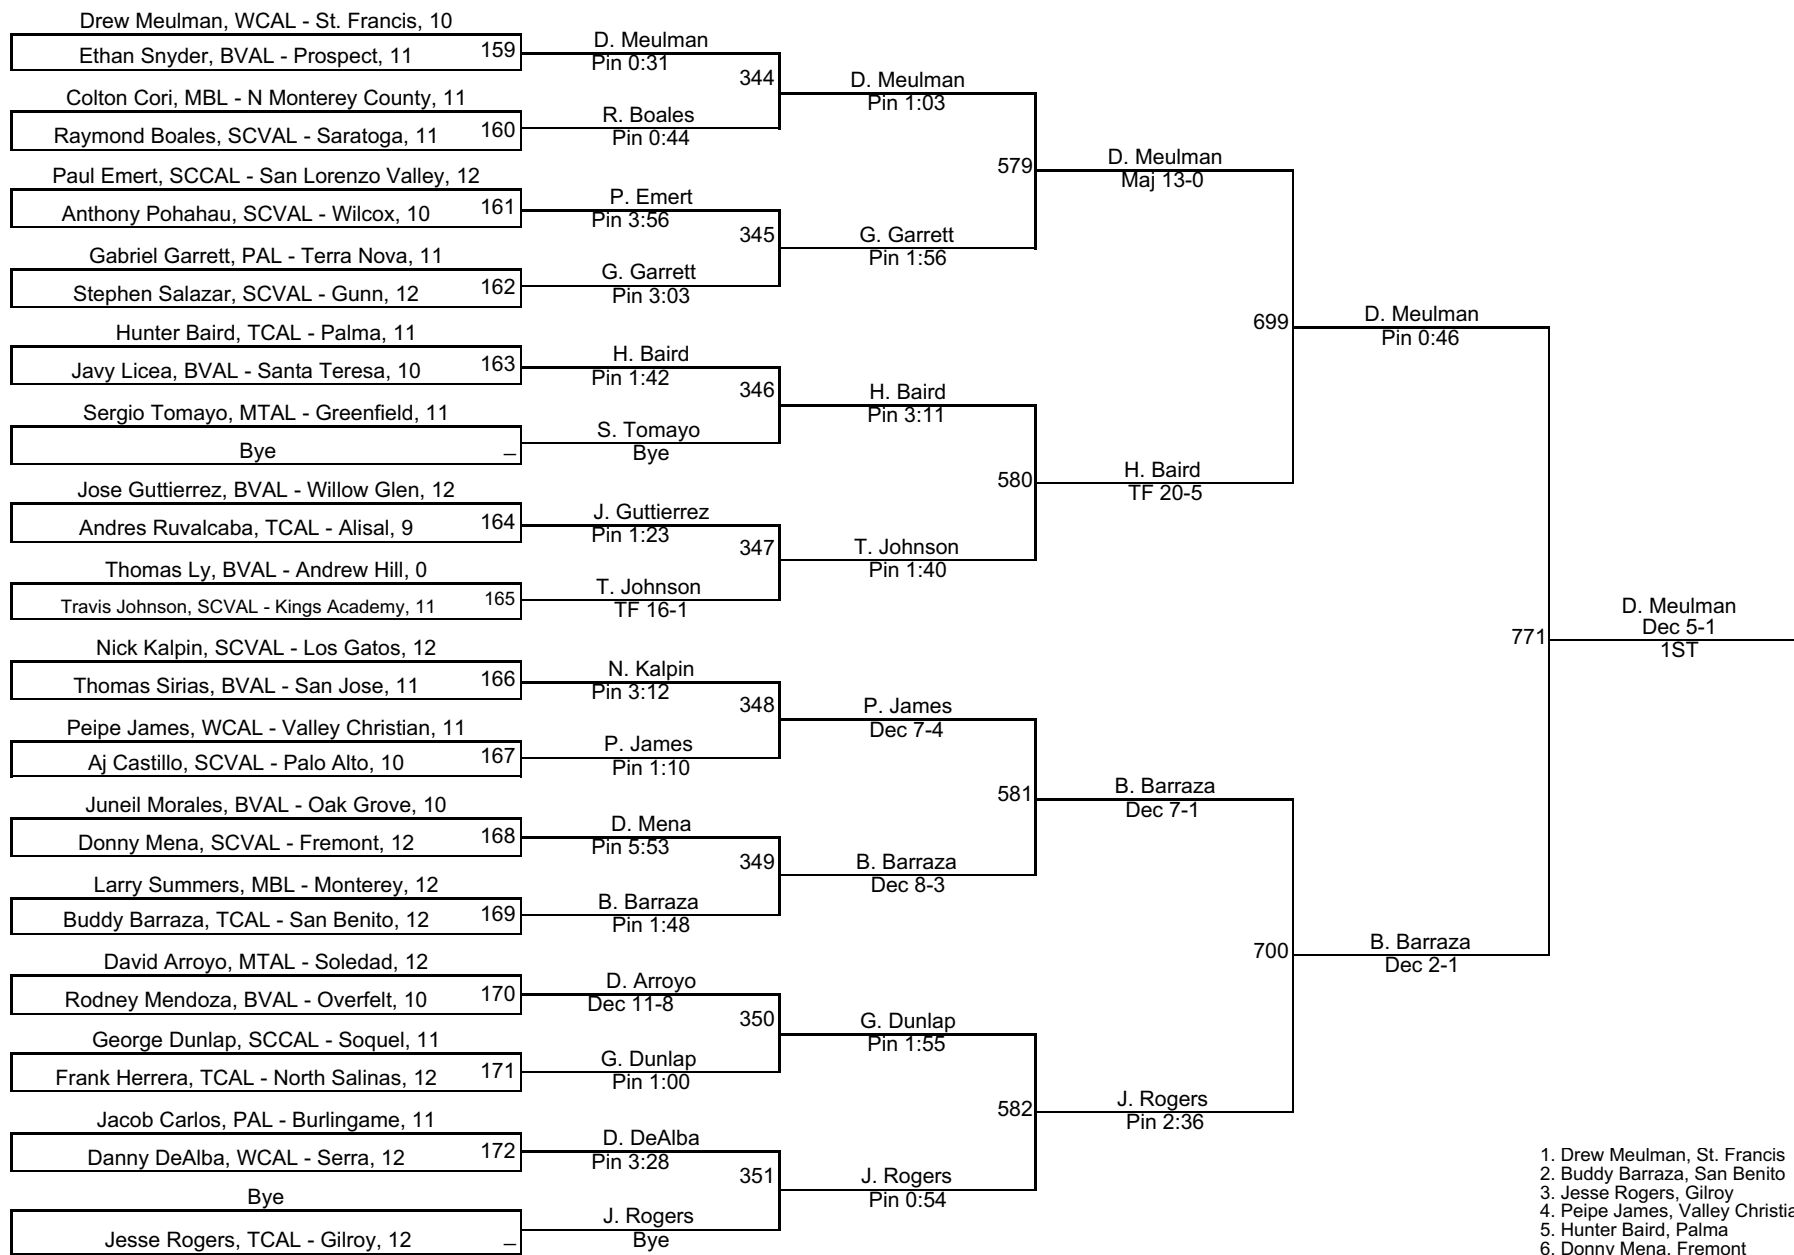 Drew Meulman, WCAL - St. Francis, 10
Ethan Snyder, BVAL - Prospect, 11
159
Colton Cori, MBL - N Monterey County, 11
Raymond Boales, SCVAL - Saratoga, 11
160
Paul Emert, SCCAL - San Lorenzo Valley, 12
Anthony Pohahau, SCVAL - Wilcox, 10
161
Gabriel Garrett, PAL - Terra Nova, 11
Stephen Salazar, SCVAL - Gunn, 12
162
Hunter Baird, TCAL - Palma, 11
Javy Licea, BVAL - Santa Teresa, 10
163
Sergio Tomayo, MTAL - Greenfield, 11
Bye
_
Jose Guttierrez, BVAL - Willow Glen, 12
Andres Ruvalcaba, TCAL - Alisal, 9
164
Thomas Ly, BVAL - Andrew Hill, 0
Travis Johnson, SCVAL - Kings Academy, 11
165
Nick Kalpin, SCVAL - Los Gatos, 12
Thomas Sirias, BVAL - San Jose, 11
166
Peipe James, WCAL - Valley Christian, 11
Aj Castillo, SCVAL - Palo Alto, 10
167
Juneil Morales, BVAL - Oak Grove, 10
Donny Mena, SCVAL - Fremont, 12
168
Larry Summers, MBL - Monterey, 12
Buddy Barraza, TCAL - San Benito, 12
169
David Arroyo, MTAL - Soledad, 12
Rodney Mendoza, BVAL - Overfelt, 10
170
George Dunlap, SCCAL - Soquel, 11
Frank Herrera, TCAL - North Salinas, 12
171
Jacob Carlos, PAL - Burlingame, 11
Danny DeAlba, WCAL - Serra, 12
172
Bye
Jesse Rogers, TCAL - Gilroy, 12
_
D. Meulman
Pin 0:31
344
R. Boales
Pin 0:44
P. Emert
Pin 3:56
345
G. Garrett
Pin 3:03
H. Baird
Pin 1:42
346
S. Tomayo
Bye
J. Guttierrez
Pin 1:23
347
T. Johnson
TF 16-1
N. Kalpin
Pin 3:12
348
P. James
Pin 1:10
D. Mena
Pin 5:53
349
B. Barraza
Pin 1:48
D. Arroyo
Dec 11-8
350
G. Dunlap
Pin 1:00
D. DeAlba
Pin 3:28
351
J. Rogers
Bye
D. Meulman
Pin 1:03
579
G. Garrett
Pin 1:56
H. Baird
Pin 3:11
580
T. Johnson
Pin 1:40
P. James
Dec 7-4
581
B. Barraza
Dec 8-3
G. Dunlap
Pin 1:55
582
J. Rogers
Pin 0:54
D. Meulman
Maj 13-0
699
H. Baird
TF 20-5
B. Barraza
Dec 7-1
700
J. Rogers
Pin 2:36
D. Meulman
Pin 0:46
771
B. Barraza
Dec 2-1
D. Meulman
Dec 5-1
1ST
1. Drew Meulman, St. Francis
2. Buddy Barraza, San Benito
3. Jesse Rogers, Gilroy
4. Peipe James, Valley Christia
5. Hunter Baird, Palma
6. Donny Mena, Fremont